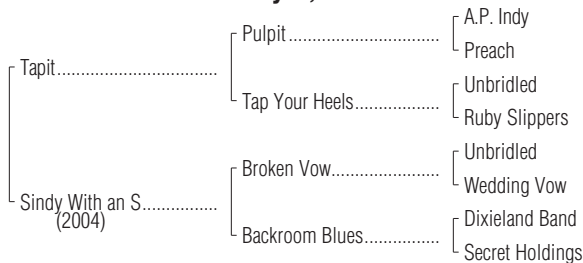 A.P. Indy
Pulpit
Preach
Tapit
Unbridled
Tap Your Heels
Ruby Slippers
Unbridled
Broken Vow
Wedding Vow
Sindy With an S
(2004)
Dixieland Band
Backroom Blues
Secret Holdings